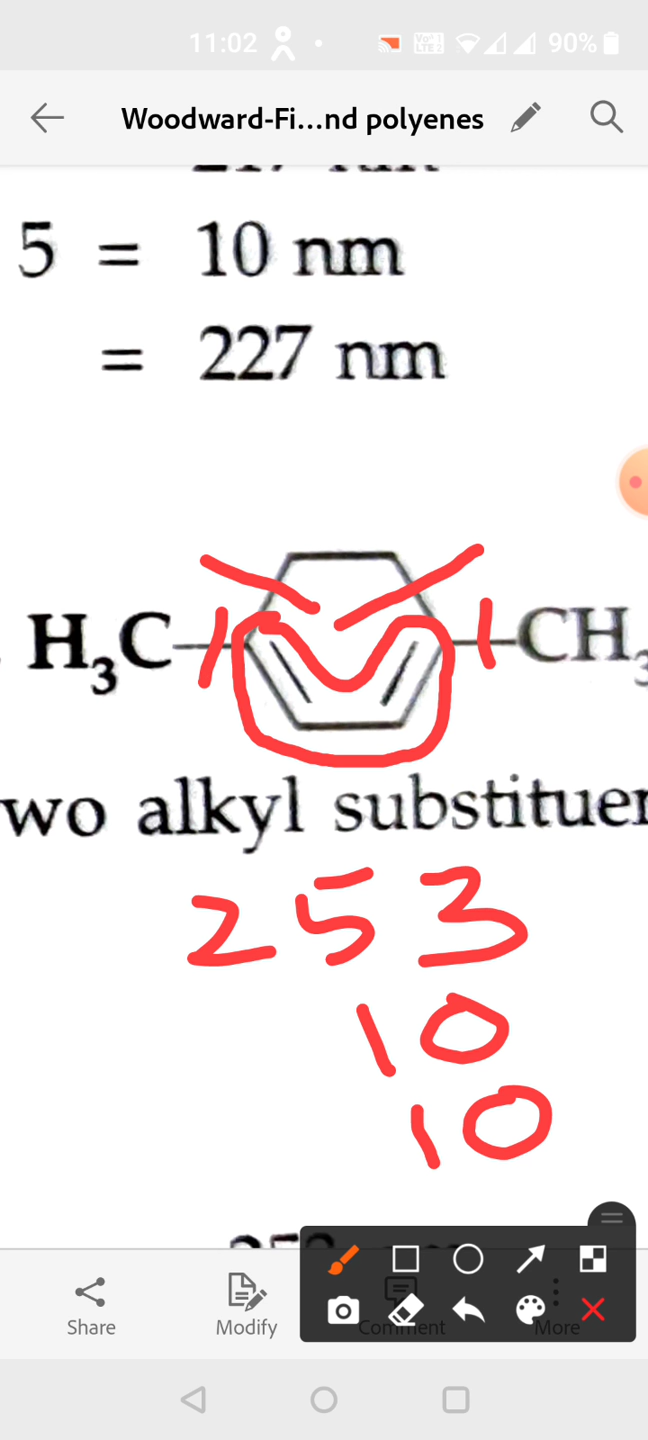 11:02
90%
Woodward-Fi...nd polyenes
5 = 10 nm
= 227 nm
H3C CH3
wo alkyl substituer
253
10
10
Share Modify Comment More